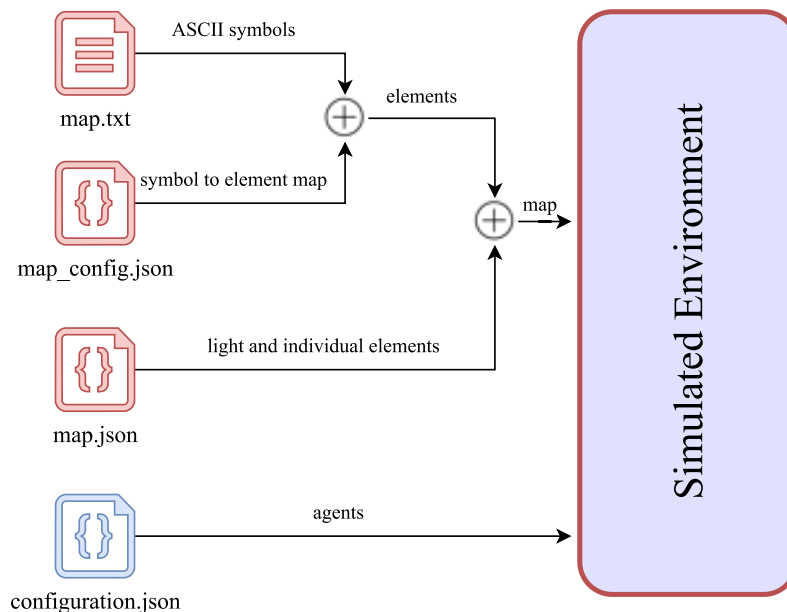 ASCII symbols
map.txt
elements
symbol to element map
map
map_config.json
light and individual elements
map.json
agents
configuration.json
Simulated Environment